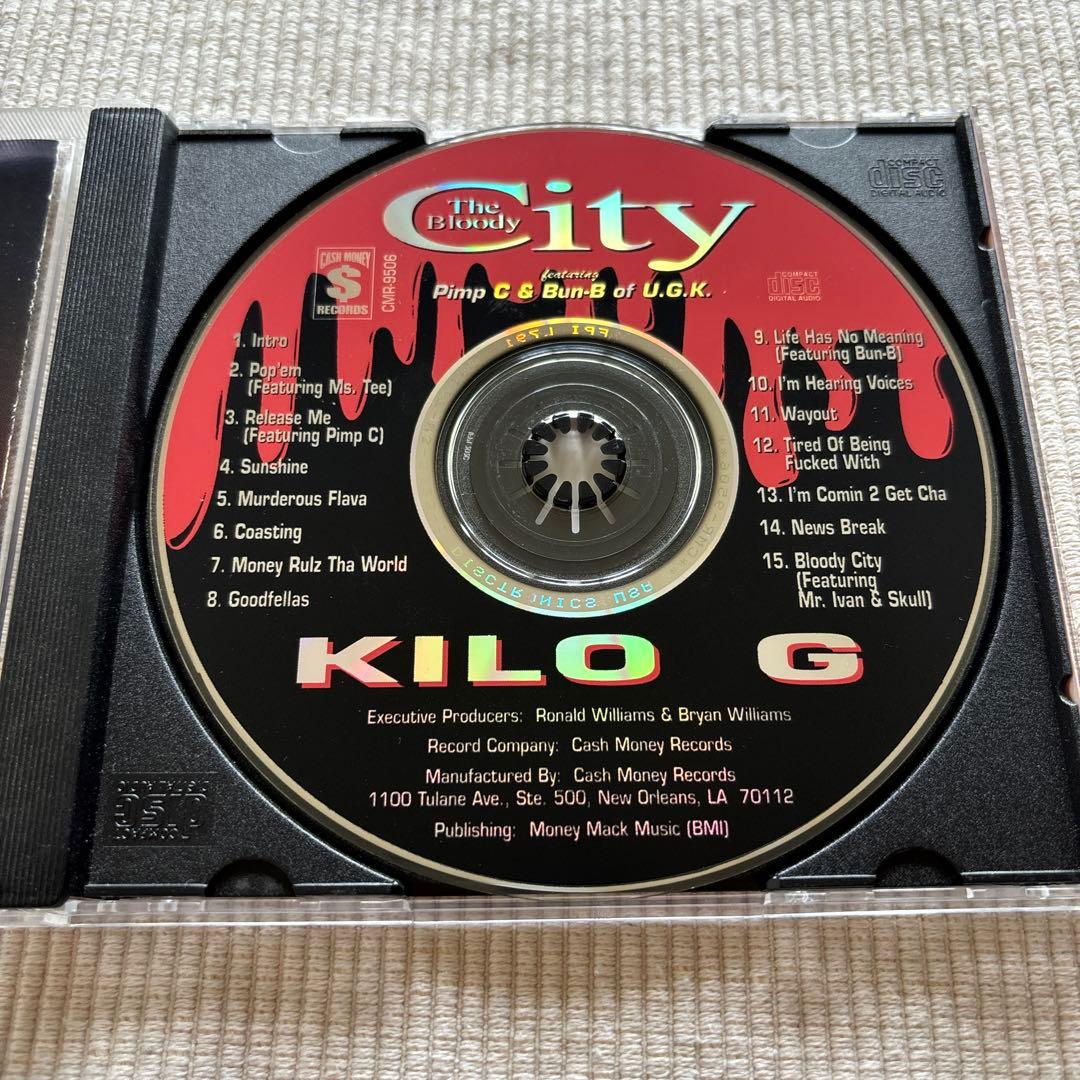 The
Bloody
City
featuring
Pimp C & Bun-B of U.G.K.
CASH MONEY
$
RECORDS
CMR-9506
COMPACT
disc
DIGITAL AUDIO
COMPACT
disc
DIGITAL AUDIO
1. Intro
2. Pop'em
(Featuring Ms. Tee)
3. Release Me
(Featuring Pimp C)
4. Sunshine
5. Murderous Flava
6. Coasting
7. Money Rulz Tha World
8. Goodfellas
9. Life Has No Meaning
(Featuring Bun-B)
10. I'm Hearing Voices
11. Wayout
12. Tired Of Being
Fucked With
13. I'm Comin 2 Get Cha
14. News Break
15. Bloody City
(Featuring
Mr. Ivan & Skull)
IFPI L791
DISCTRONICS USA
KILO G
Executive Producers: Ronald Williams & Bryan Williams
Record Company: Cash Money Records
Manufactured By: Cash Money Records
1100 Tulane Ave., Ste. 500, New Orleans, LA 70112
Publishing: Money Mack Music (BMI)